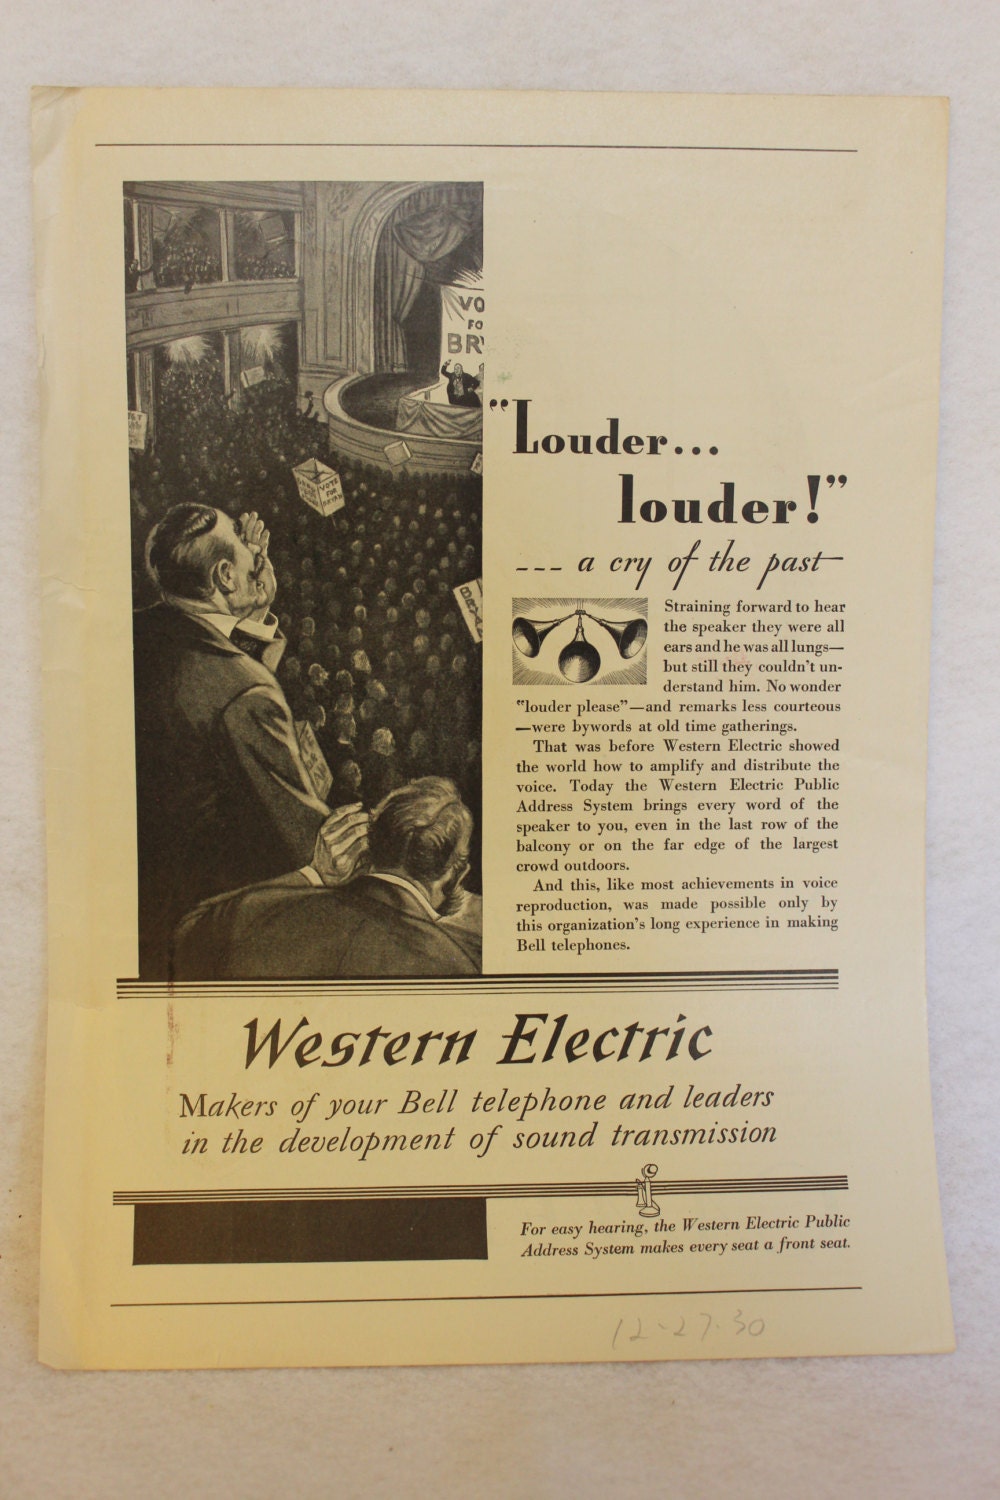 VO
FO
BRY
VOTE
FOR
BRYAN
BRYA
"Louder...
louder!"
--- a cry of the past—
Straining forward to hear
the speaker they were all
ears and he was all lungs—
but still they couldn't un-
derstand him. No wonder
"louder please"—and remarks less courteous
—were bywords at old time gatherings.
That was before Western Electric showed
the world how to amplify and distribute the
voice. Today the Western Electric Public
Address System brings every word of the
speaker to you, even in the last row of the
balcony or on the far edge of the largest
crowd outdoors.
And this, like most achievements in voice
reproduction, was made possible only by
this organization's long experience in making
Bell telephones.
Western Electric
Makers of your Bell telephone and leaders
in the development of sound transmission
For easy hearing, the Western Electric Public
Address System makes every seat a front seat.
12-27-30